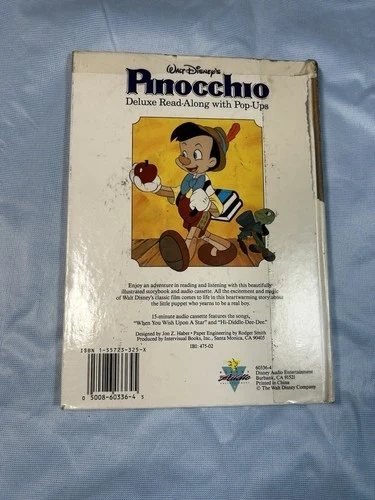 WALT DISNEY'S
Pinocchio
Deluxe Read-Along with Pop-Ups
Enjoy an adventure in reading and listening with this beautifully
illustrated storybook and audio cassette. All the excitement and magic
of Walt Disney's classic film comes to life in this heartwarming story about
the little puppet who yearns to be a real boy.
15-minute audio cassette features the songs,
"When You Wish Upon A Star" and "Hi-Diddle-Dee-Dee."
Designed by Jon Z. Haber • Paper Engineering by Rodger Smith
Produced by Intervisual Books, Inc., Santa Monica, CA 90405
IBI: 475-02
ISBN 1-55723-325-X
0 5008-60336-4 5
60336-4
Disney Audio Entertainment
Burbank, CA 91521
Printed in China
© The Walt Disney Company